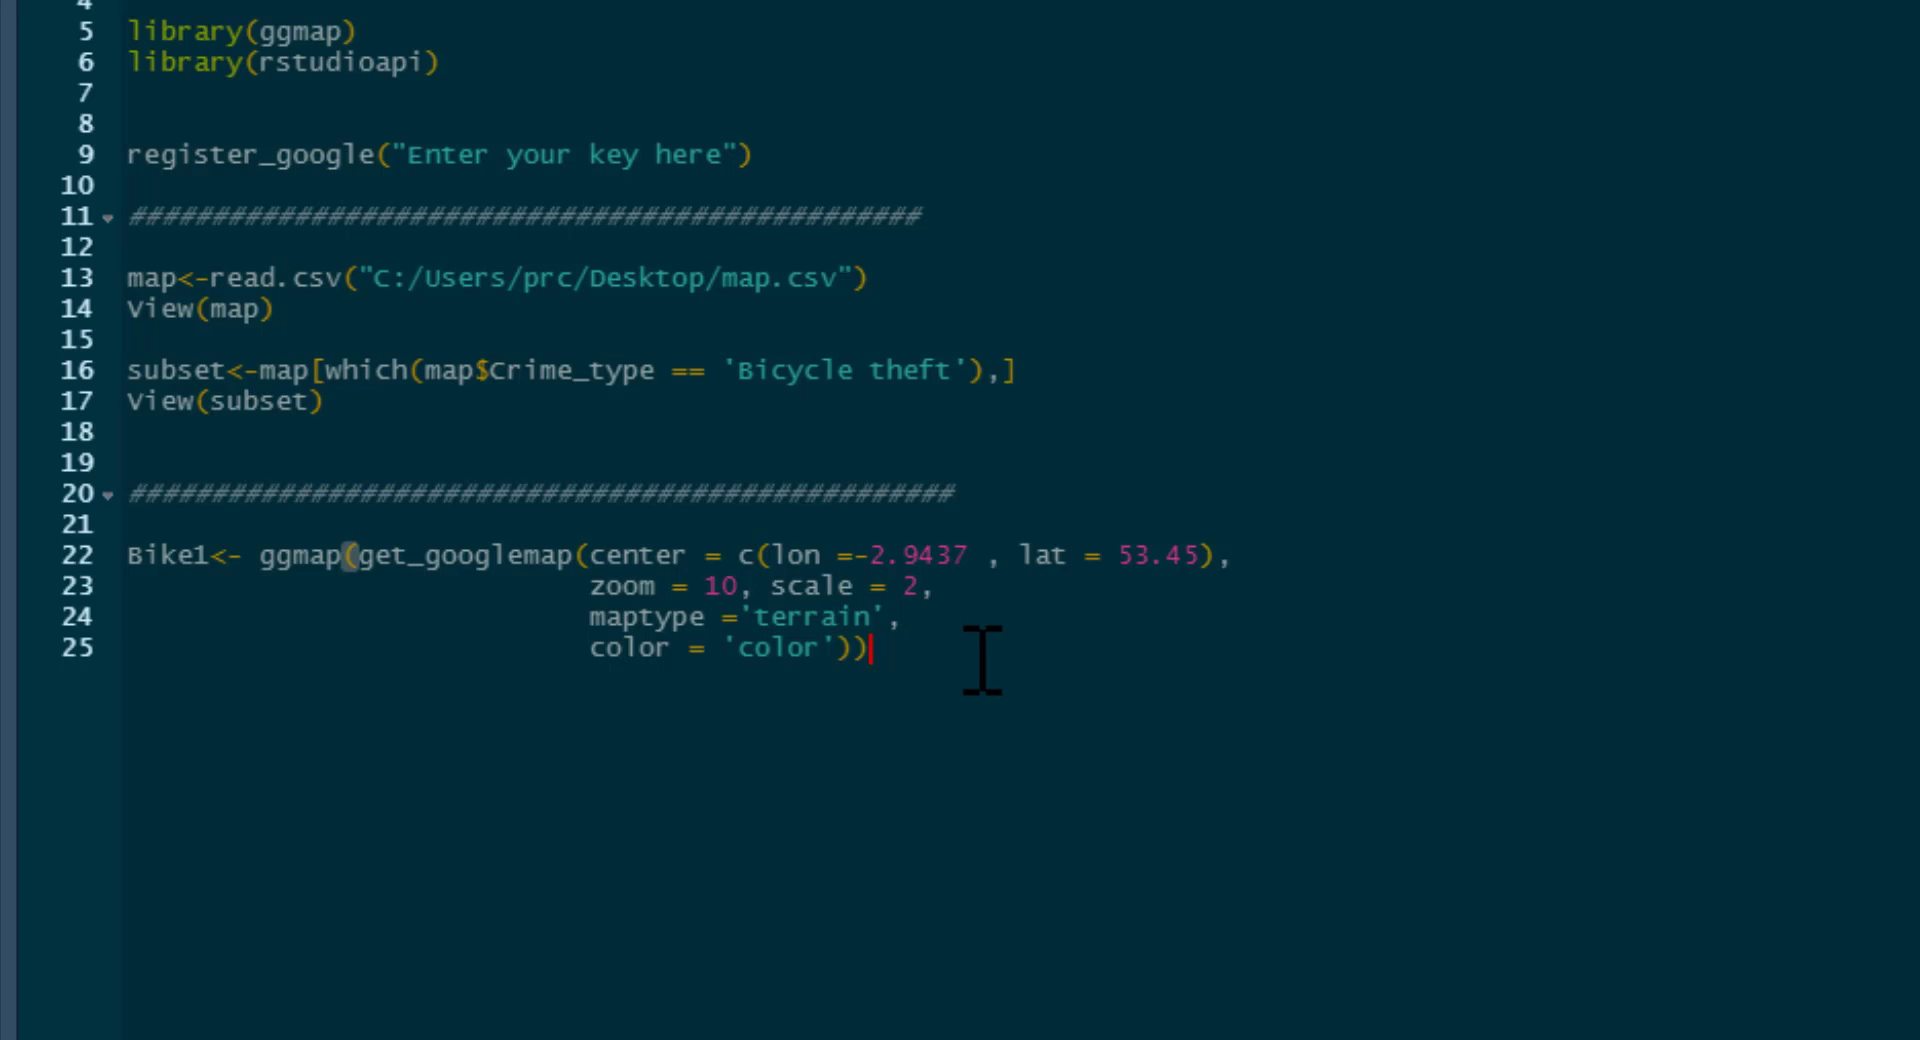 4
5 library(ggmap)
6 library(rstudioapi)
7
8
9 register_google("Enter your key here")
10
11 ################################################
12
13 map<-read.csv("C:/Users/prc/Desktop/map.csv")
14 View(map)
15
16 subset<-map[which(map$Crime_type == 'Bicycle theft'),]
17 View(subset)
18
19
20 ##################################################
21
22 Bike1<- ggmap(get_googlemap(center = c(lon =-2.9437 , lat = 53.45),
23 zoom = 10, scale = 2,
24 maptype ='terrain',
25 color = 'color'))